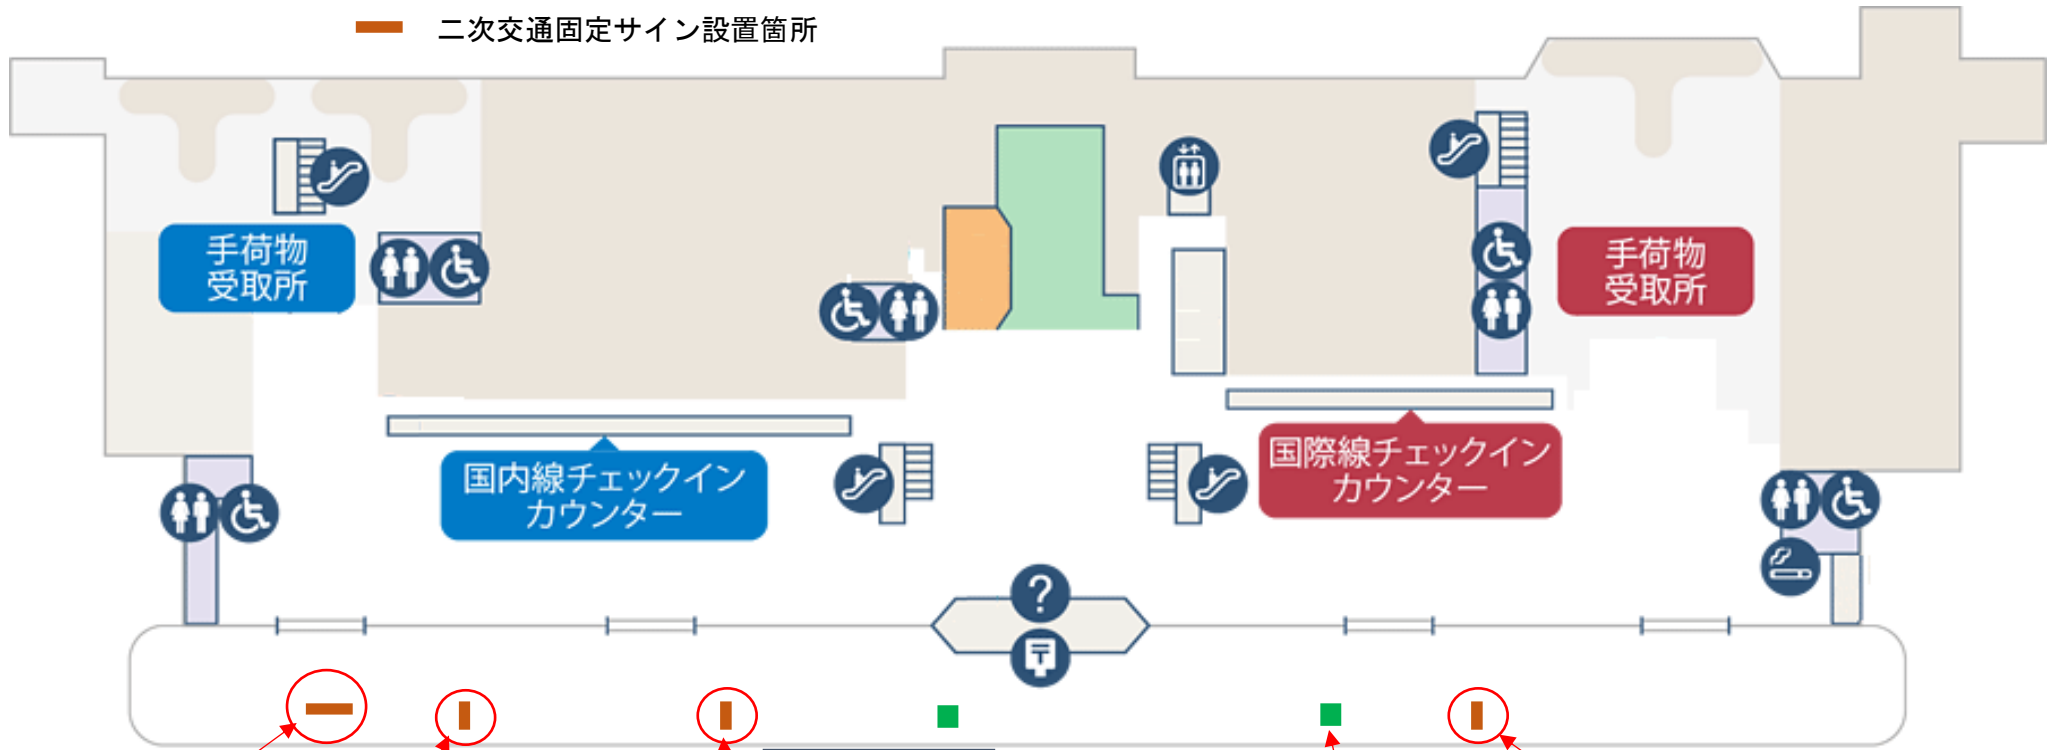 二次交通固定サイン設置箇所
手荷物
受取所
手荷物
受取所
国内線チェックイン
カウンター
国際線チェックイン
カウンター
?
〒